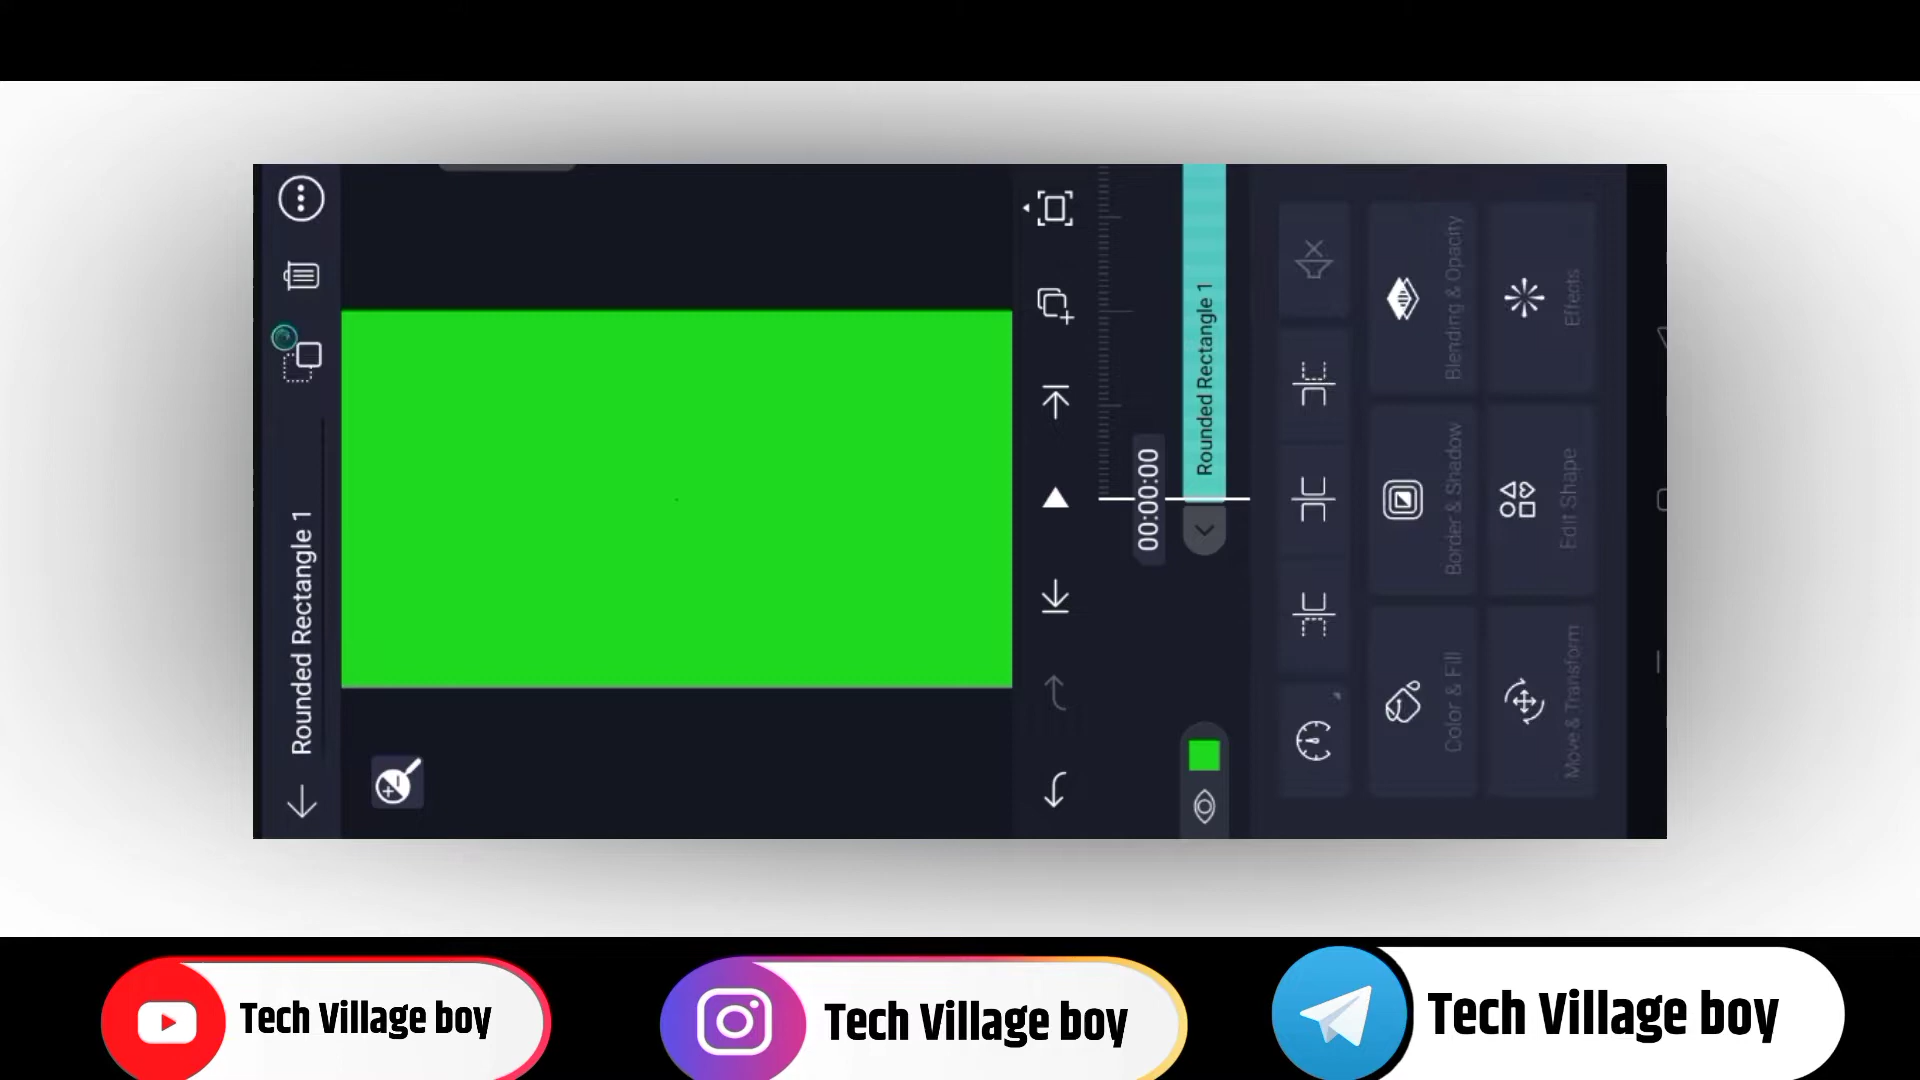 Rounded Rectangle 1
00:00:00
Rounded Rectangle 1
Color & Fill
Border & Shadow
Blending & Opacity
Move & Transform
Edit Shape
Effects
Tech Village boy
Tech Village boy
Tech Village boy